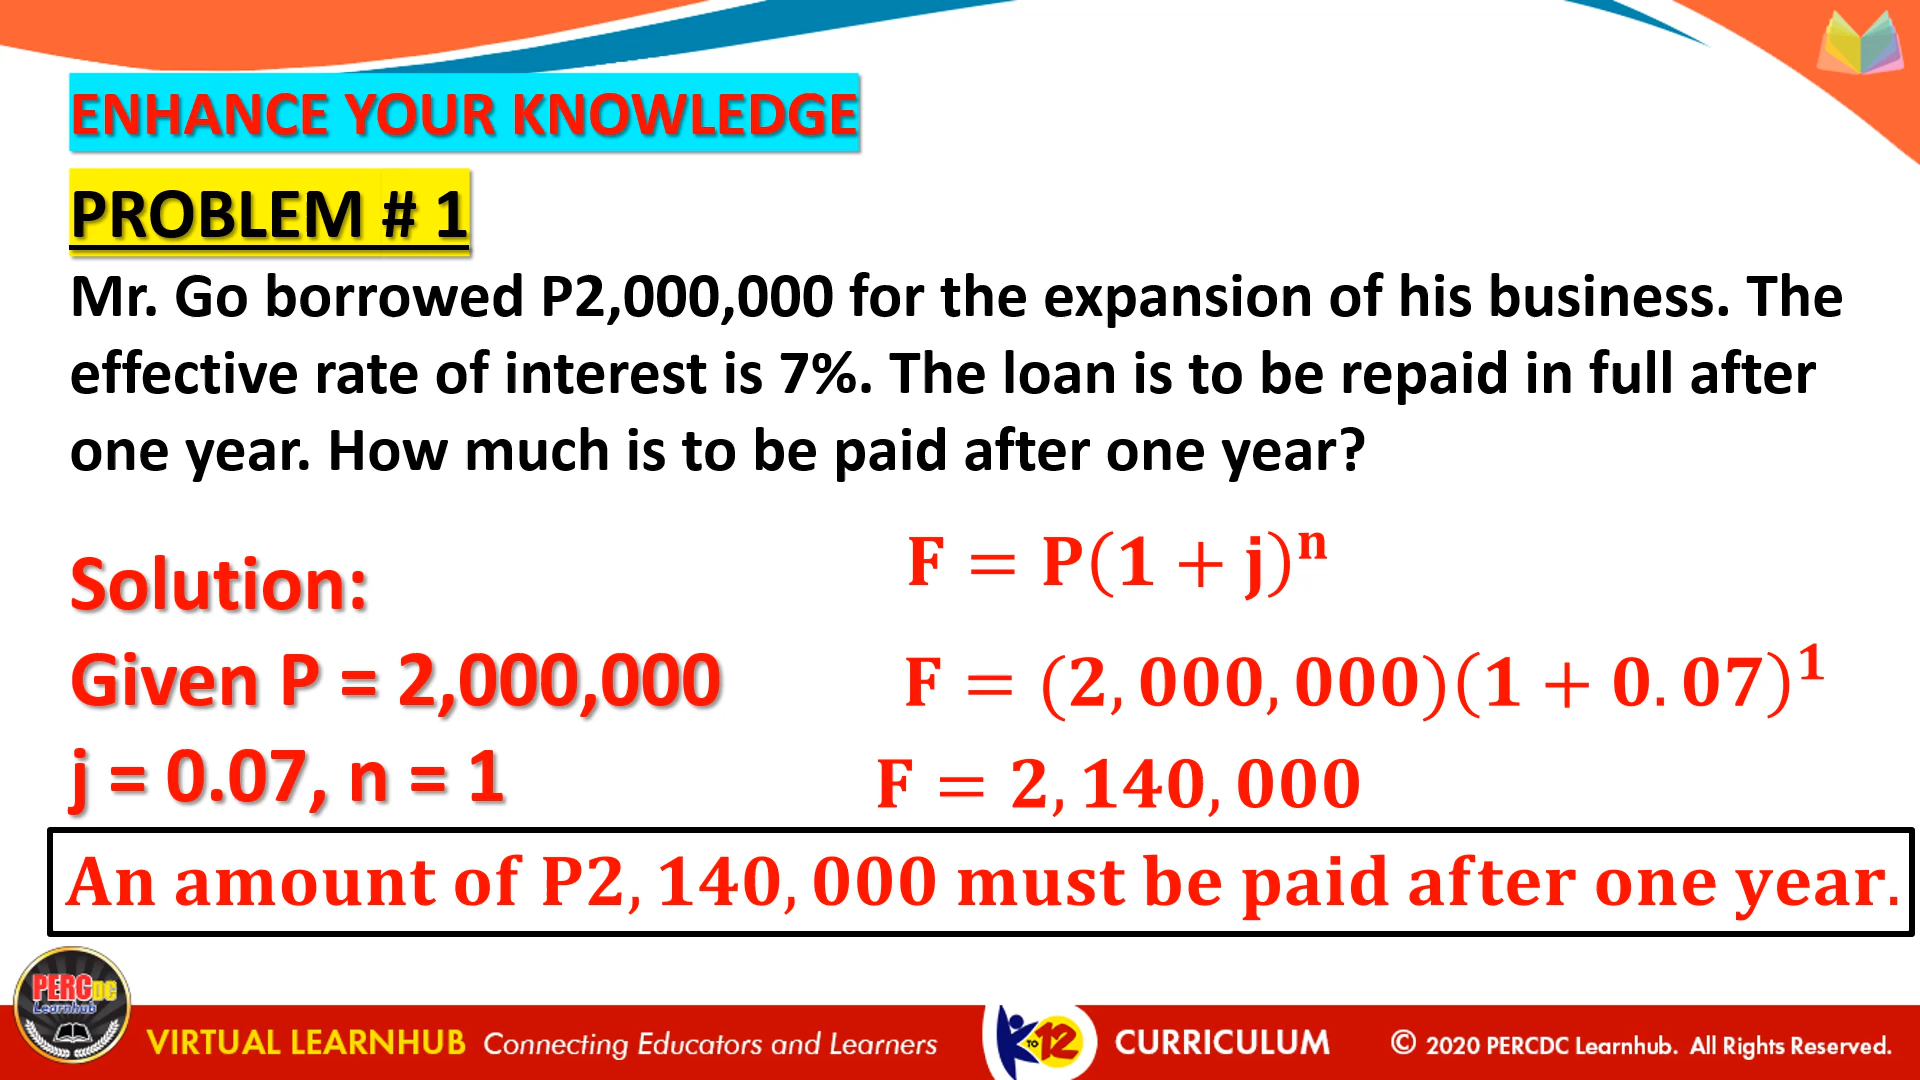 ENHANCE YOUR KNOWLEDGE
PROBLEM # 1
Mr. Go borrowed P2,000,000 for the expansion of his business. The
effective rate of interest is 7%. The loan is to be repaid in full after
one year. How much is to be paid after one year?
Solution:
Given P = 2,000,000
j = 0.07, n = 1
F = P(1 + j)ⁿ
F = (2,000,000)(1 + 0.07)¹
F = 2,140,000
An amount of P2,140,000 must be paid after one year.
PERCDC
Learnhub
VIRTUAL LEARNHUB Connecting Educators and Learners
K TO 12 CURRICULUM
© 2020 PERCDC Learnhub. All Rights Reserved.